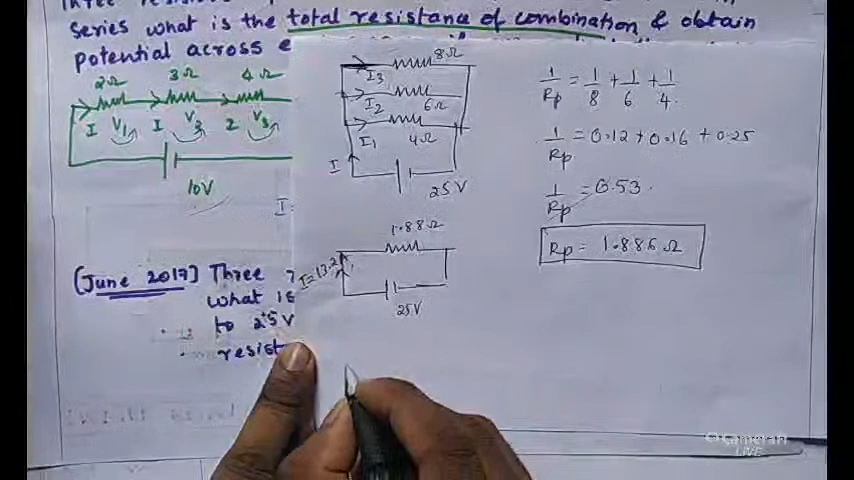 series what is the total resistance of combination & obtain
potential across
2Ω 3Ω 4Ω
I V1 I V2 I V3
10V
I=
(June 2017) Three
what is
to 25V
resist
I3 8Ω
I2 6Ω
I1 4Ω
I
25V
1.88Ω
I=13.2
25V
1/Rp = 1/8 + 1/6 + 1/4
1/Rp = 0.12 + 0.16 + 0.25
1/Rp = 0.53
Rp = 1.886 Ω
LIVE